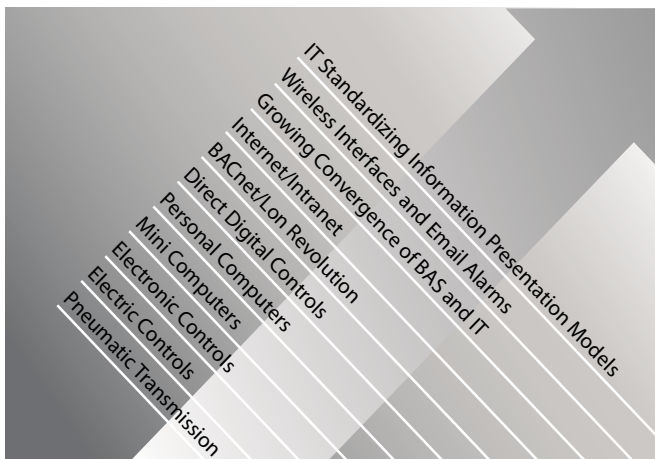 IT Standardizing Information Presentation Models
Wireless Interfaces and Email Alarms
Growing Convergence of BAS and IT
Internet/Intranet
BACnet/Lon Revolution
Direct Digital Controls
Personal Computers
Mini Computers
Electronic Controls
Electric Controls
Pneumatic Transmission